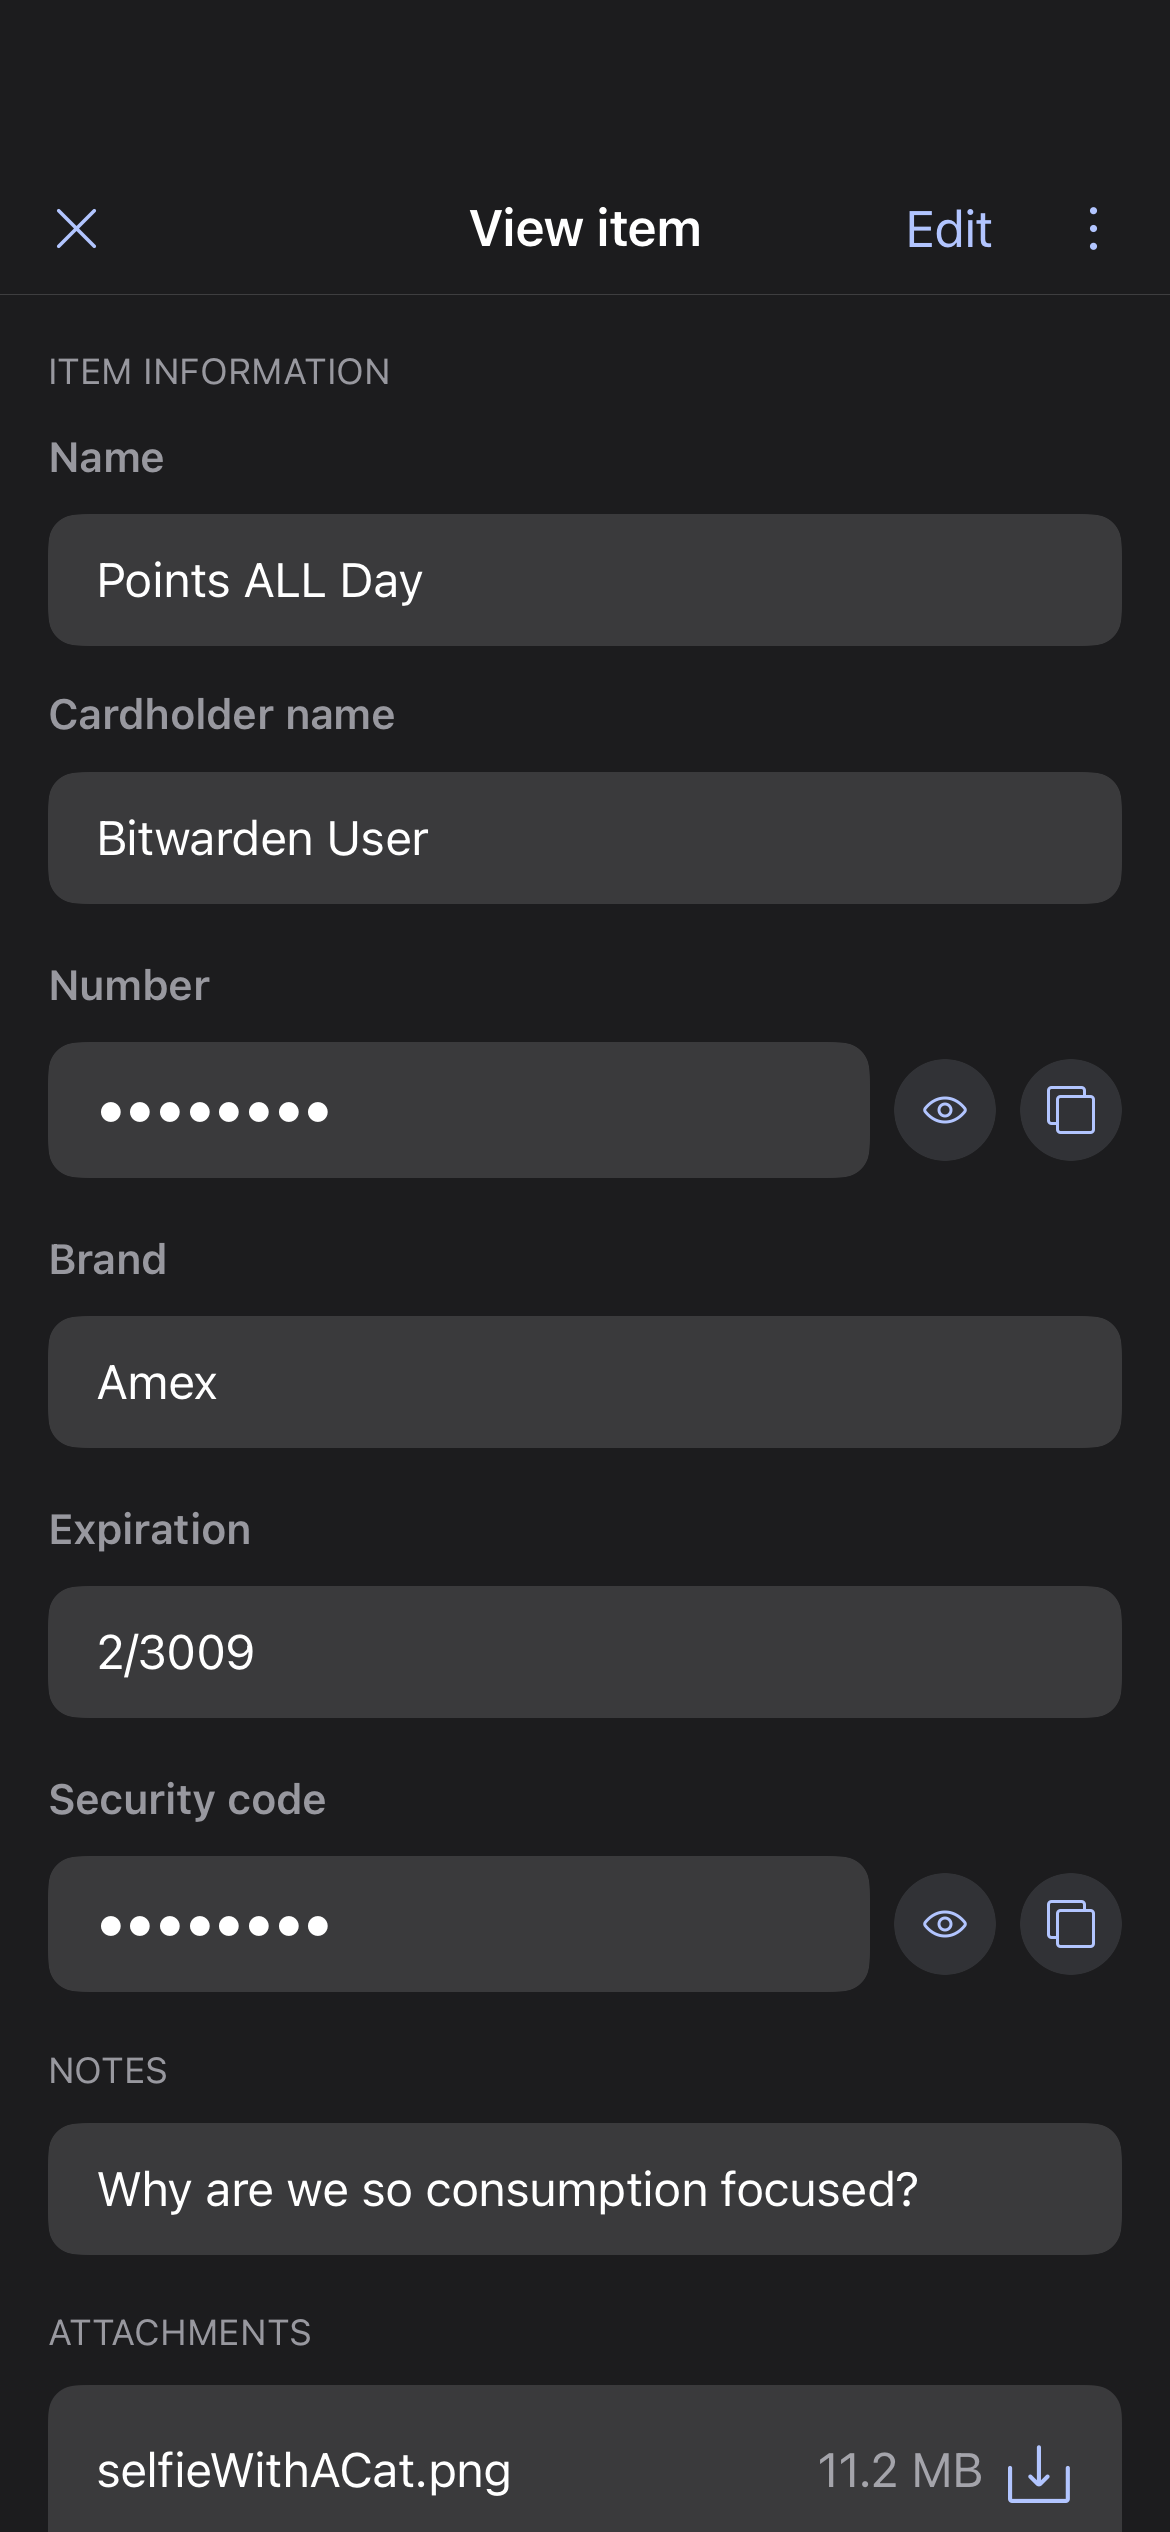 View item
Edit
ITEM INFORMATION
Name
Points ALL Day
Cardholder name
Bitwarden User
Number
••••••••
Brand
Amex
Expiration
2/3009
Security code
••••••••
NOTES
Why are we so consumption focused?
ATTACHMENTS
selfieWithACat.png
11.2 MB